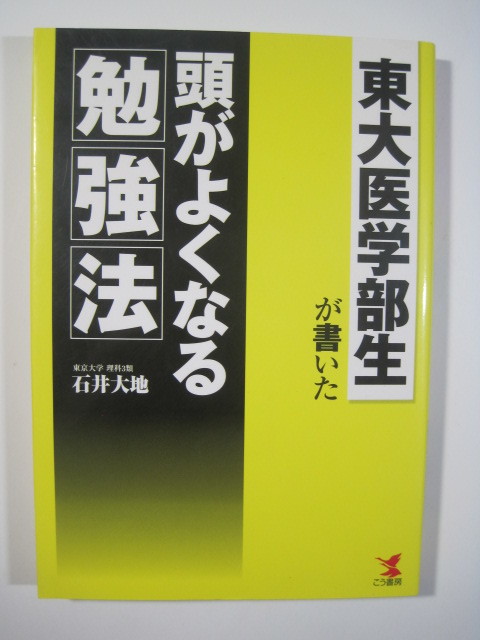 東大医学部生
が書いた
頭がよくなる
勉強法
東京大学 理科3類
石井大地
こう書房